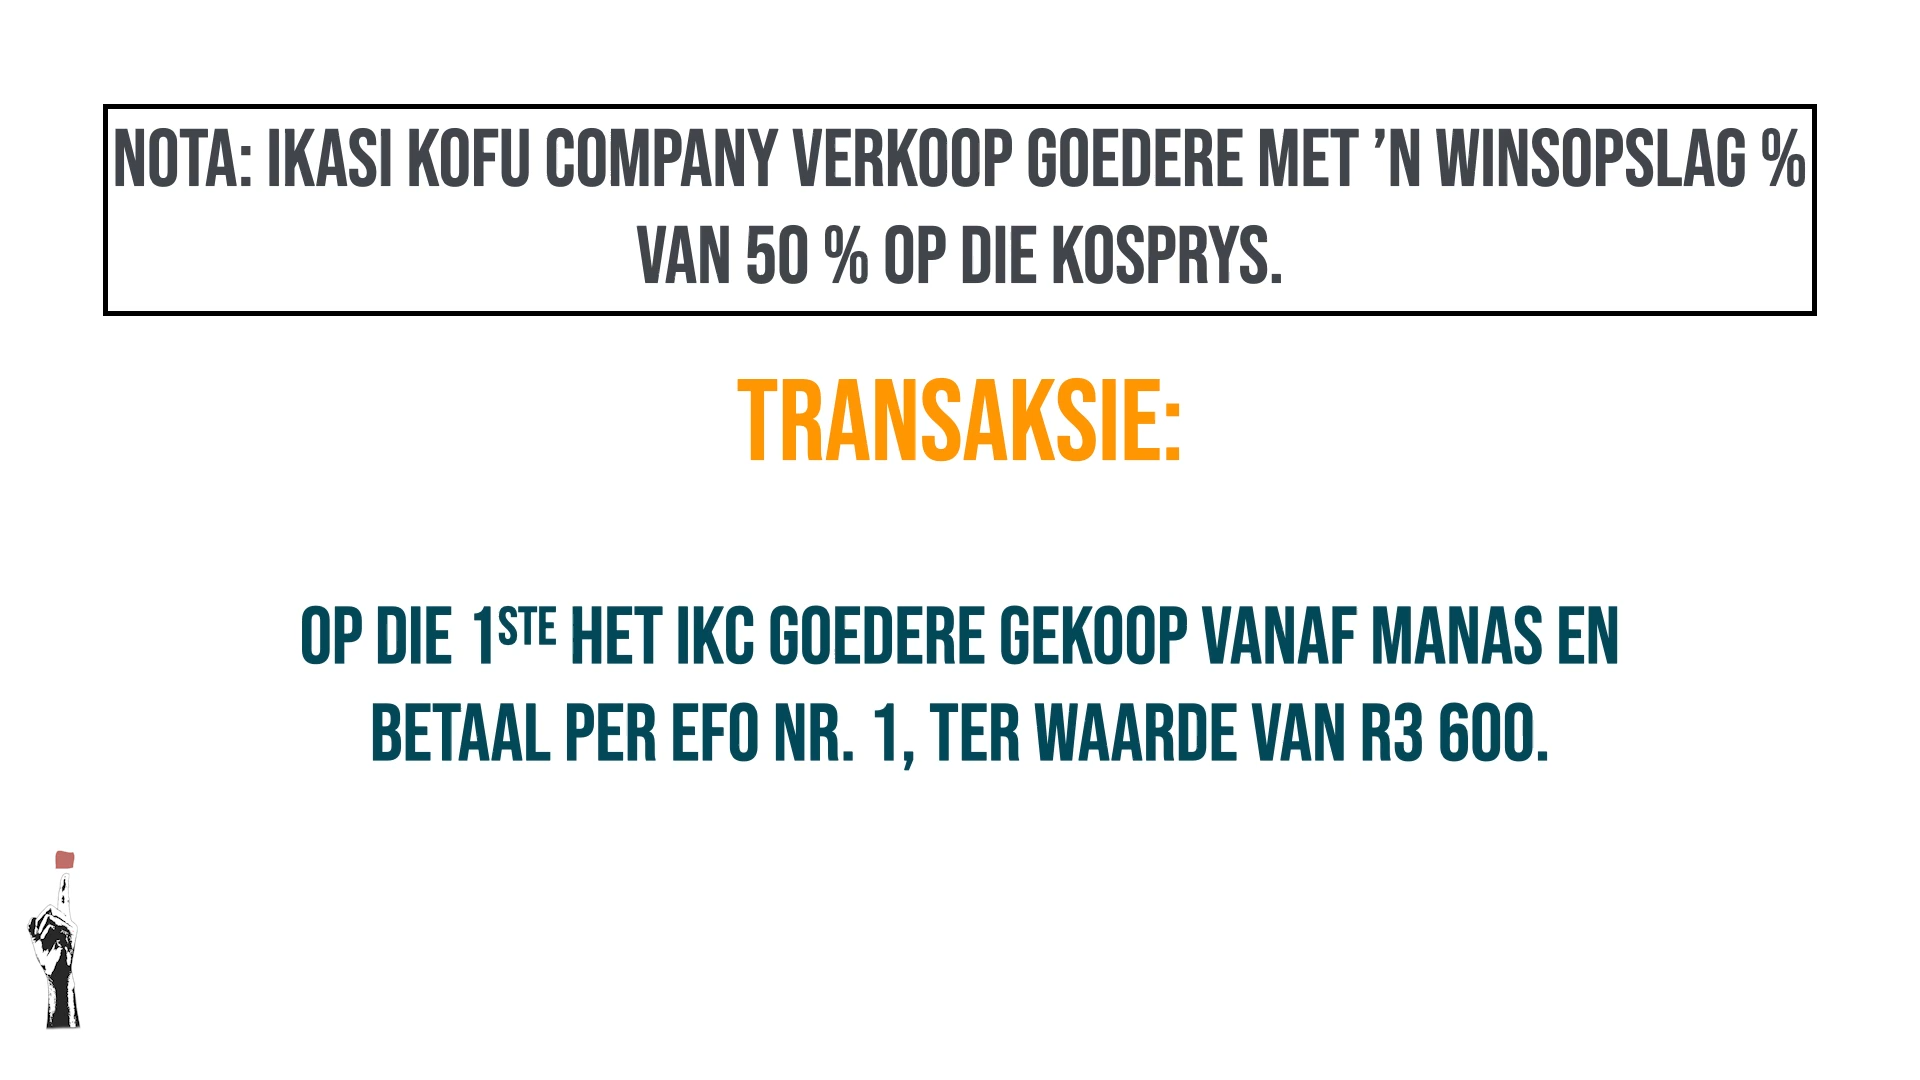 NOTA: IKASI KOFU COMPANY VERKOOP GOEDERE MET ’N WINSOPSLAG %
VAN 50 % OP DIE KOSPRYS.
TRANSAKSIE:
OP DIE 1STE HET IKC GOEDERE GEKOOP VANAF MANAS EN
BETAAL PER EFO NR. 1, TER WAARDE VAN R3 600.